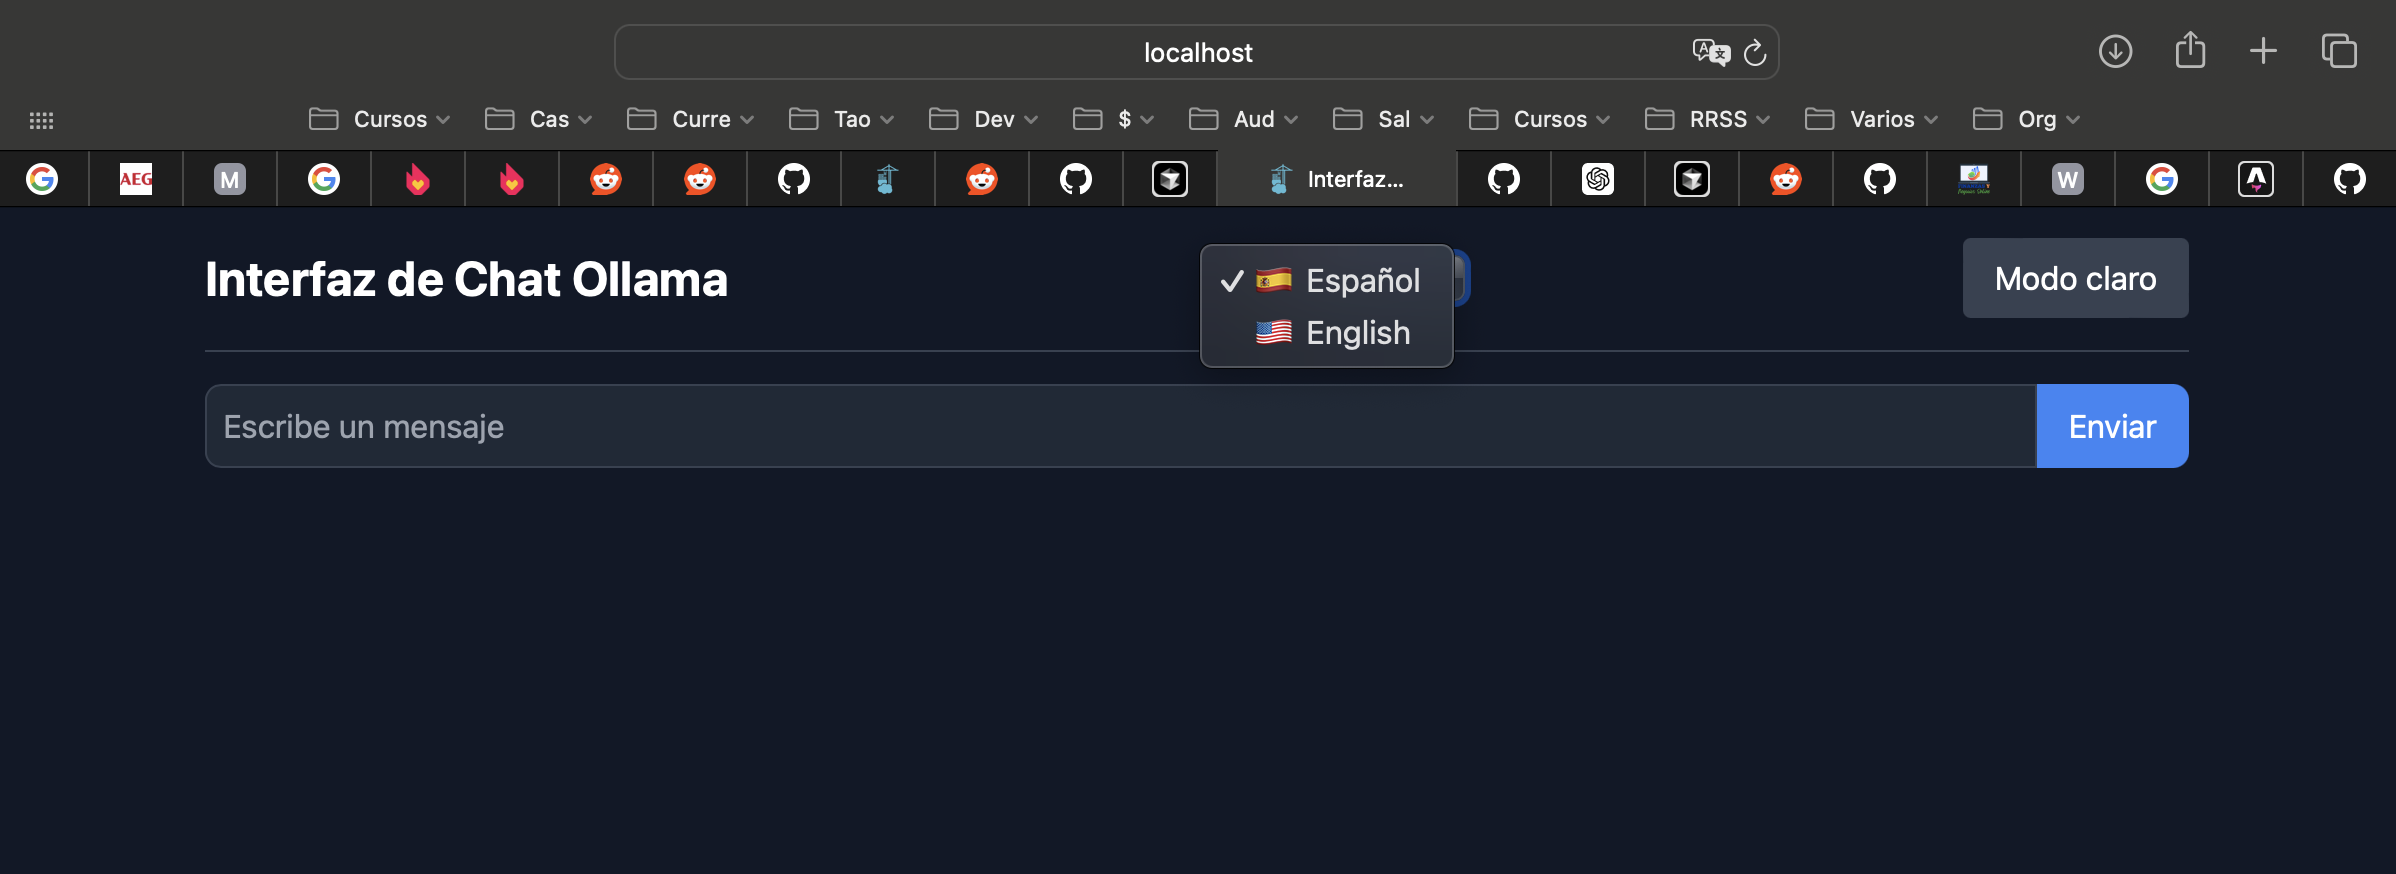 localhost
Cursos Cas Curre Tao Dev $ Aud Sal Cursos RRSS Varios Org
AEG M Interfaz... W
Interfaz de Chat Ollama
✓ 🇪🇸 Español
🇺🇸 English
Modo claro
Escribe un mensaje
Enviar